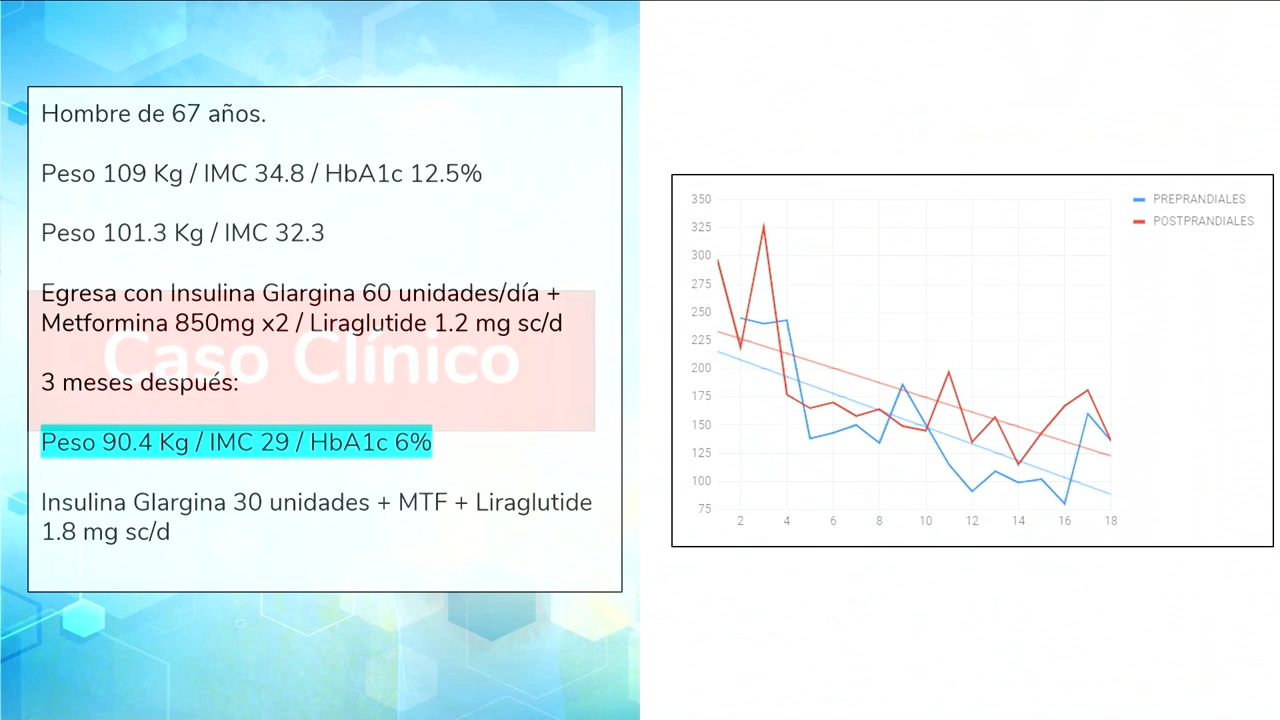 Hombre de 67 años.
Peso 109 Kg / IMC 34.8 / HbA1c 12.5%
Peso 101.3 Kg / IMC 32.3
Egresa con Insulina Glargina 60 unidades/día +
Metformina 850mg x2 / Liraglutide 1.2 mg sc/d
Caso Clínico
3 meses después:
Peso 90.4 Kg / IMC 29 / HbA1c 6%
Insulina Glargina 30 unidades + MTF + Liraglutide
1.8 mg sc/d
PREPRANDIALES
POSTPRANDIALES
350
325
300
275
250
225
200
175
150
125
100
75
2 4 6 8 10 12 14 16 18